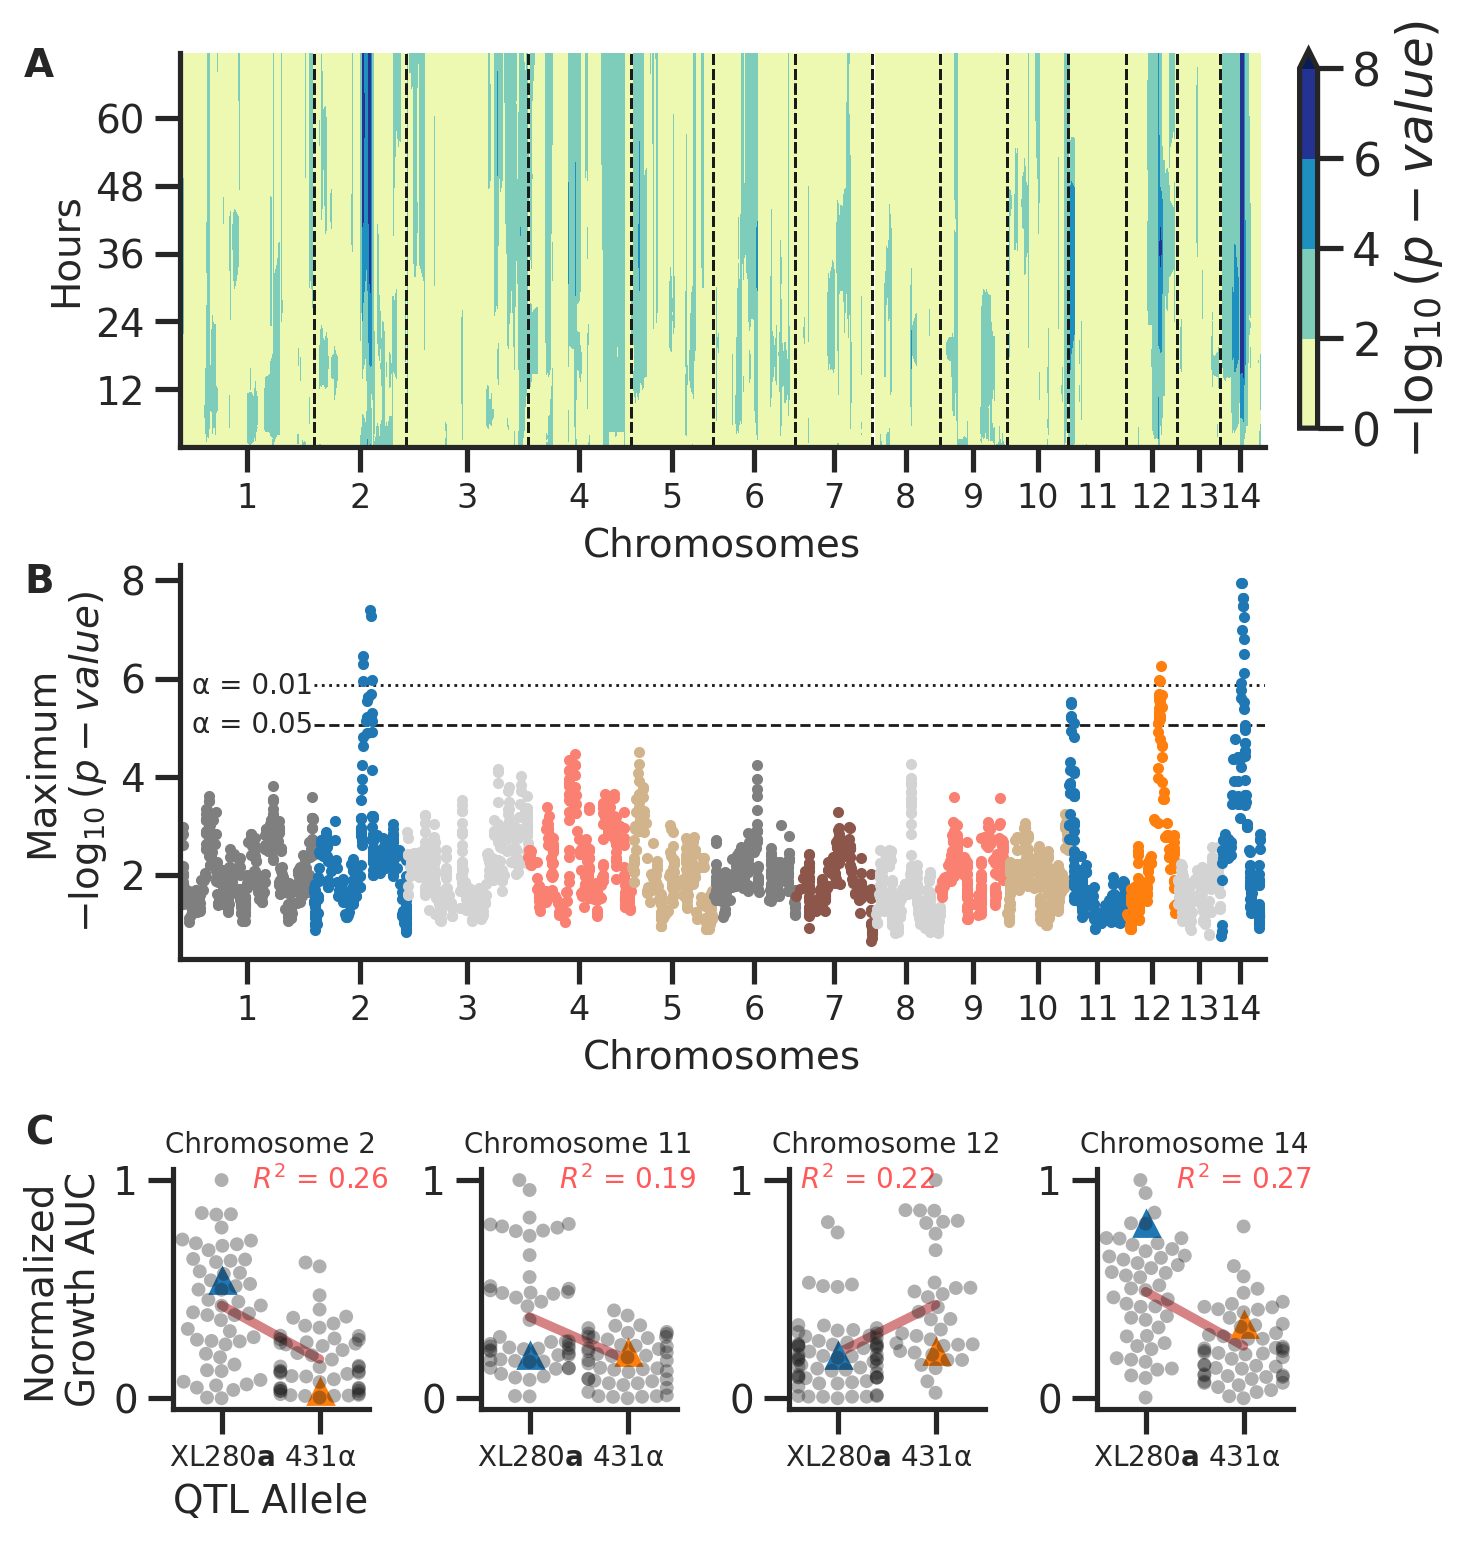 A
60
48
36
24
12
Hours
1 2 3 4 5 6 7 8 9 10 11 12 13 14
Chromosomes
8
6
4
2
0
−log₁₀ (p − value)
B
8
6
4
2
Maximum
−log₁₀ (p − value)
α = 0.01
α = 0.05
1 2 3 4 5 6 7 8 9 10 11 12 13 14
Chromosomes
C
Normalized
Growth AUC
Chromosome 2
R² = 0.26
1
0
XL280a 431α
QTL Allele
Chromosome 11
R² = 0.19
1
0
XL280a 431α
Chromosome 12
R² = 0.22
1
0
XL280a 431α
Chromosome 14
R² = 0.27
1
0
XL280a 431α